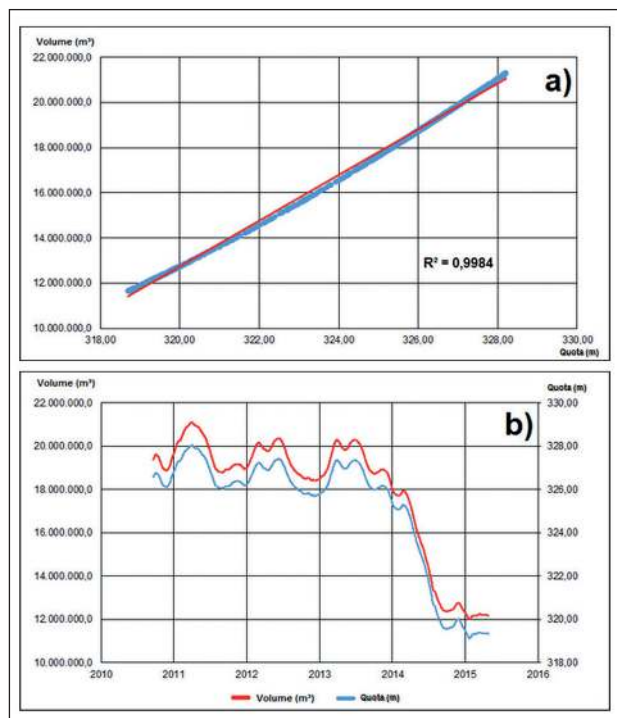 Volume (m³)
a)
22.000.000,0
20.000.000,0
18.000.000,0
16.000.000,0
14.000.000,0
12.000.000,0
10.000.000,0
R² = 0,9984
318,00 320,00 322,00 324,00 326,00 328,00 330,00
Quota (m)
Volume (m³) Quota (m)
b)
22.000.000,0 330,00
20.000.000,0 328,00
18.000.000,0 326,00
16.000.000,0 324,00
14.000.000,0 322,00
12.000.000,0 320,00
10.000.000,0 318,00
2010 2011 2012 2013 2014 2015 2016
Volume (m³) Quota (m)